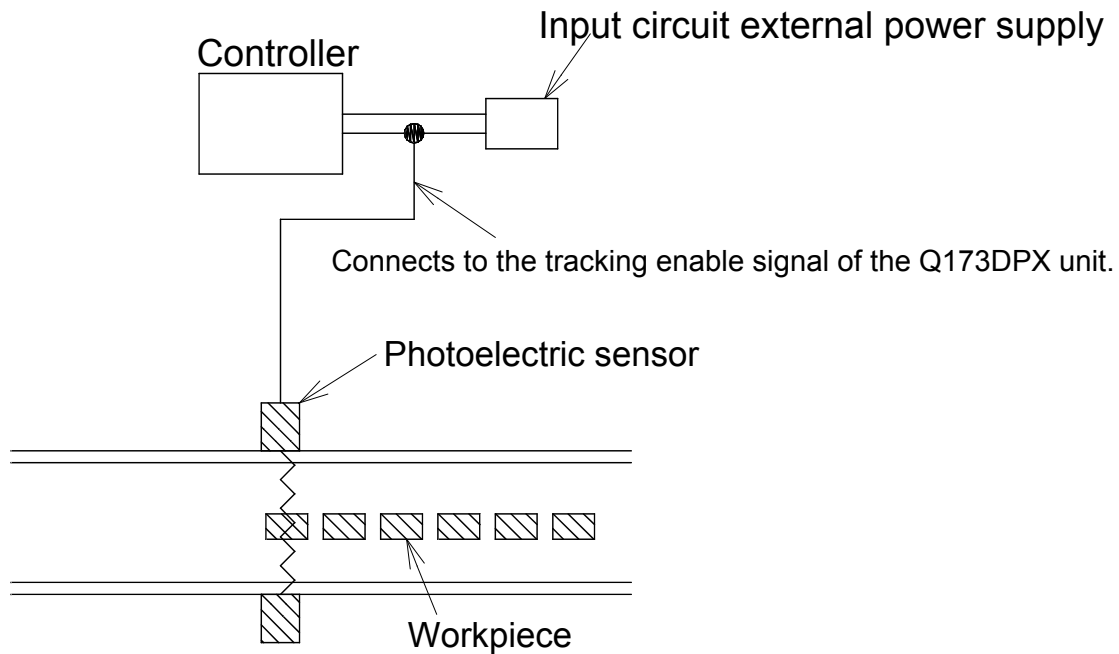 Input circuit external power supply
Controller
Connects to the tracking enable signal of the Q173DPX unit.
Photoelectric sensor
Workpiece